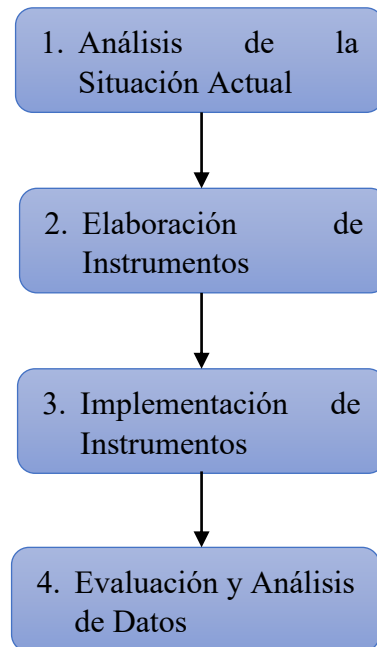 1. Análisis de la
Situación Actual
2. Elaboración de
Instrumentos
3. Implementación de
Instrumentos
4. Evaluación y Análisis
de Datos